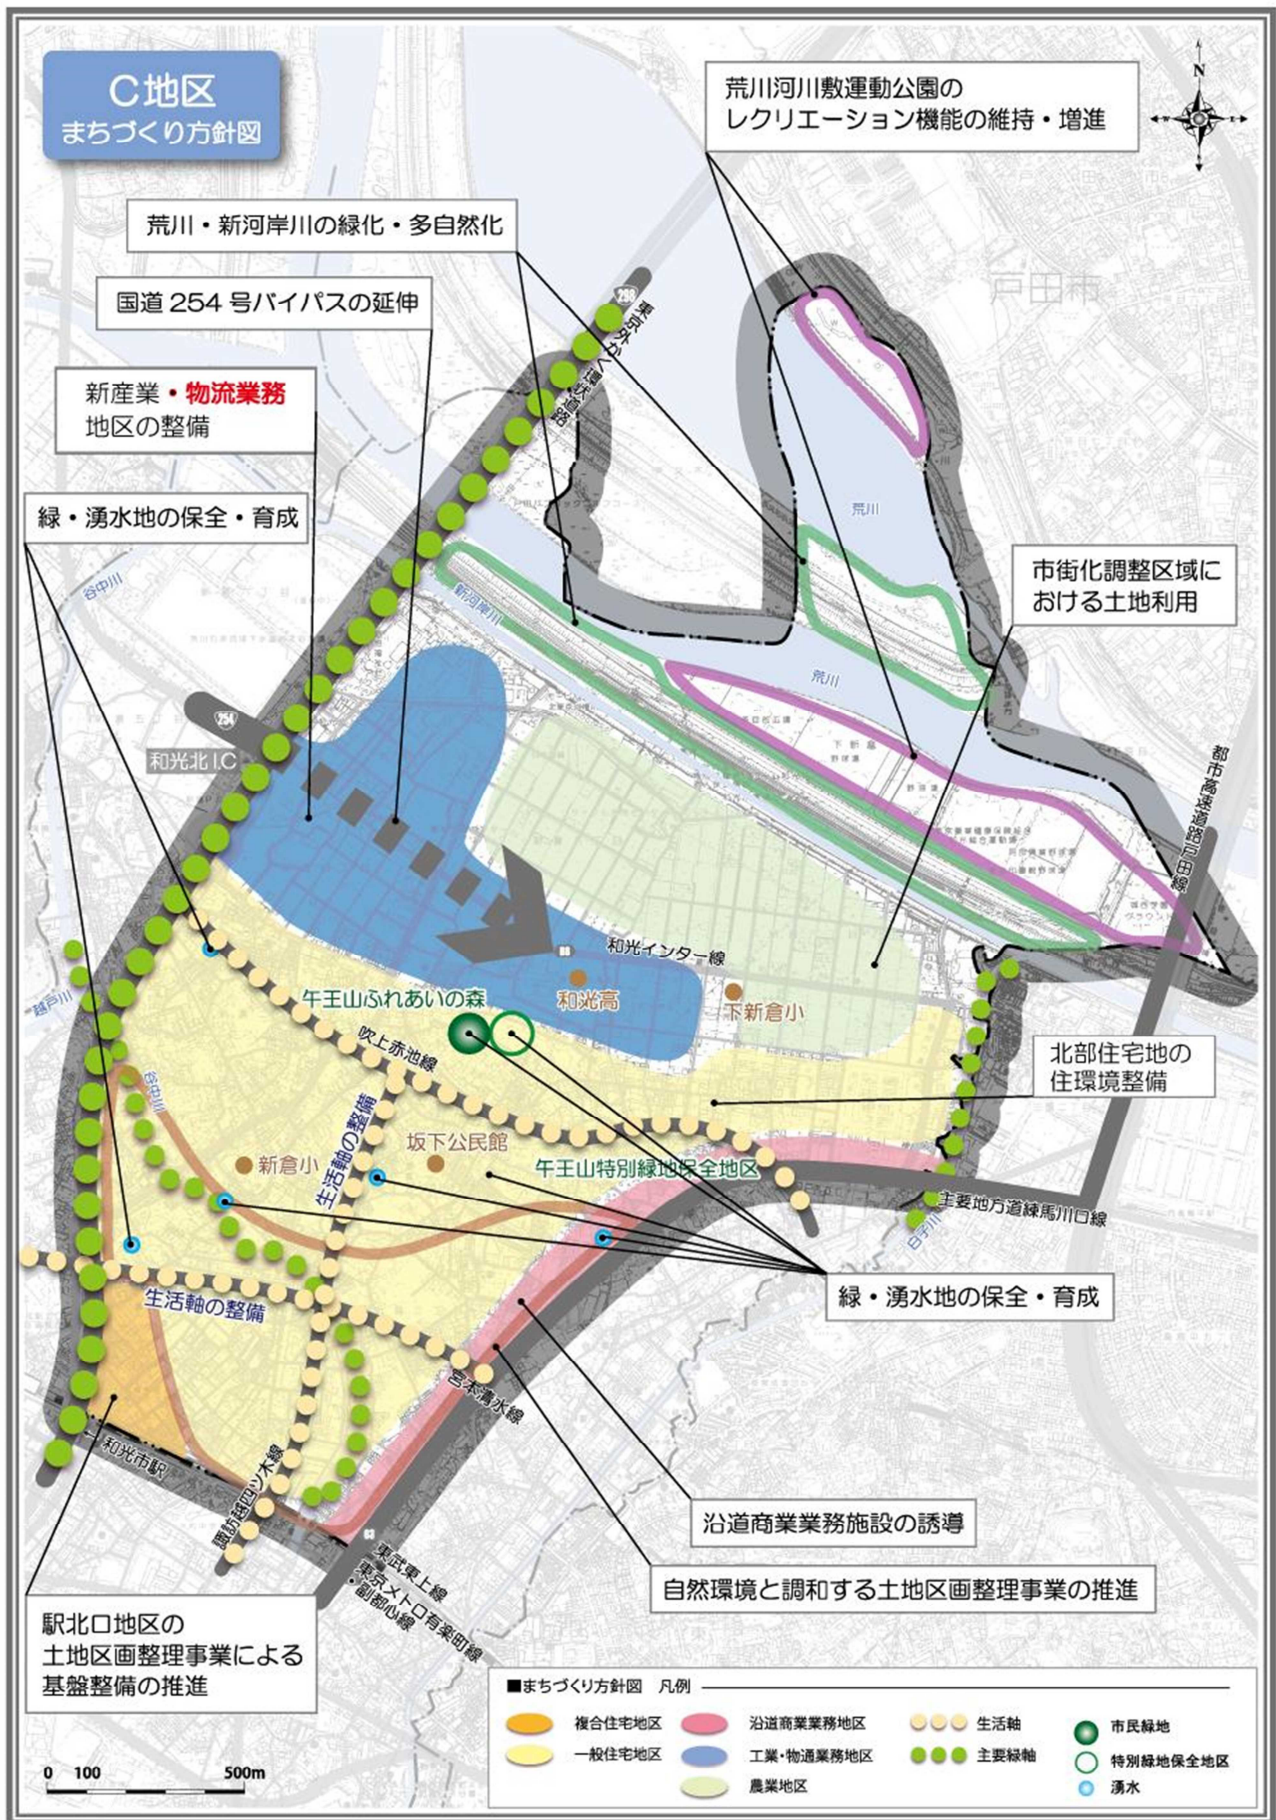 C地区
まちづくり方針図
荒川河川敷運動公園の
レクリエーション機能の維持・増進
N
荒川・新河岸川の緑化・多自然化
国道254号バイパスの延伸
新産業・物流業務
地区の整備
緑・湧水地の保全・育成
298
東京外かく環状道路
戸田市
荒川
市街化調整区域に
おける土地利用
谷中川
新河岸川
荒川
254
和光北I.C
都市高速道路戸田線
和光インター線
88
和光高
下新倉小
午王山ふれあいの森
越戸川
吹上赤池線
北部住宅地の
住環境整備
谷中川
生活軸の整備
坂下公民館
新倉小
午王山特別緑地保全地区
主要地方道練馬川口線
白子川
緑・湧水地の保全・育成
生活軸の整備
宮本清水線
和光市駅
諏訪越四ツ木線
沿道商業業務施設の誘導
63
東武東上線
東京メトロ有楽町線
・副都心線
自然環境と調和する土地区画整理事業の推進
駅北口地区の
土地区画整理事業による
基盤整備の推進
■まちづくり方針図 凡例
複合住宅地区
沿道商業業務地区
生活軸
市民緑地
一般住宅地区
工業・物通業務地区
主要緑軸
特別緑地保全地区
農業地区
湧水
0 100 500m